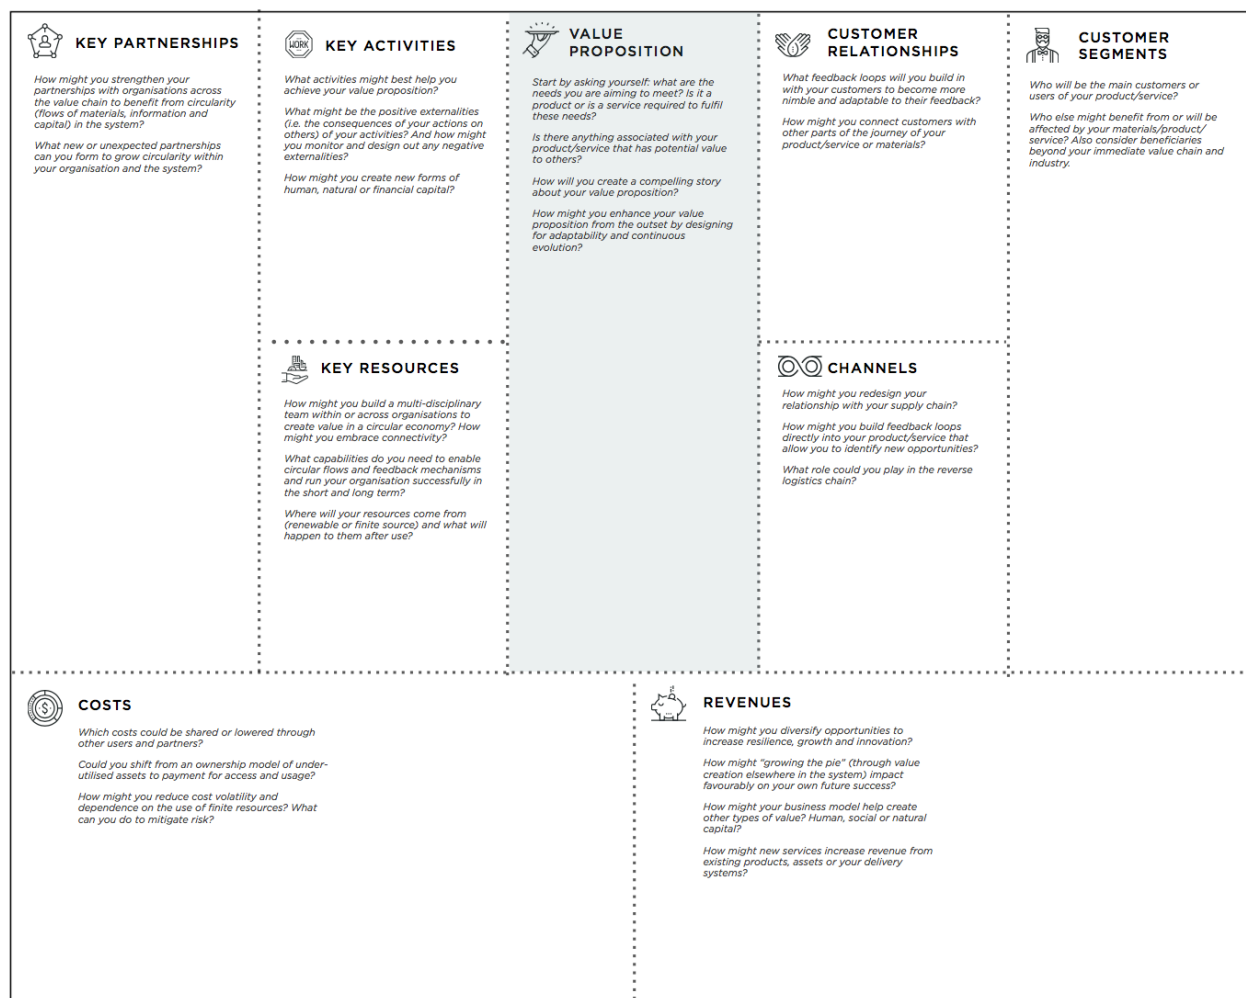 KEY PARTNERSHIPS
How might you strengthen your
partnerships with organisations across
the value chain to benefit from circularity
(flows of materials, information and
capital) in the system?
What new or unexpected partnerships
can you form to grow circularity within
your organisation and the system?
WORK
KEY ACTIVITIES
What activities might best help you
achieve your value proposition?
What might be the positive externalities
(i.e. the consequences of your actions on
others) of your activities? And how might
you monitor and design out any negative
externalities?
How might you create new forms of
human, natural or financial capital?
KEY RESOURCES
How might you build a multi-disciplinary
team within or across organisations to
create value in a circular economy? How
might you embrace connectivity?
What capabilities do you need to enable
circular flows and feedback mechanisms
and run your organisation successfully in
the short and long term?
Where will your resources come from
(renewable or finite source) and what will
happen to them after use?
VALUE
PROPOSITION
Start by asking yourself: what are the
needs you are aiming to meet? Is it a
product or is a service required to fulfil
these needs?
Is there anything associated with your
product/service that has potential value
to others?
How will you create a compelling story
about your value proposition?
How might you enhance your value
proposition from the outset by designing
for adaptability and continuous
evolution?
CUSTOMER
RELATIONSHIPS
What feedback loops will you build in
with your customers to become more
nimble and adaptable to their feedback?
How might you connect customers with
other parts of the journey of your
product/service or materials?
CHANNELS
How might you redesign your
relationship with your supply chain?
How might you build feedback loops
directly into your product/service that
allow you to identify new opportunities?
What role could you play in the reverse
logistics chain?
CUSTOMER
SEGMENTS
Who will be the main customers or
users of your product/service?
Who else might benefit from or will be
affected by your materials/product/
service? Also consider beneficiaries
beyond your immediate value chain and
industry.
$
COSTS
Which costs could be shared or lowered through
other users and partners?
Could you shift from an ownership model of under-
utilised assets to payment for access and usage?
How might you reduce cost volatility and
dependence on the use of finite resources? What
can you do to mitigate risk?
REVENUES
How might you diversify opportunities to
increase resilience, growth and innovation?
How might "growing the pie" (through value
creation elsewhere in the system) impact
favourably on your own future success?
How might your business model help create
other types of value? Human, social or natural
capital?
How might new services increase revenue from
existing products, assets or your delivery
systems?